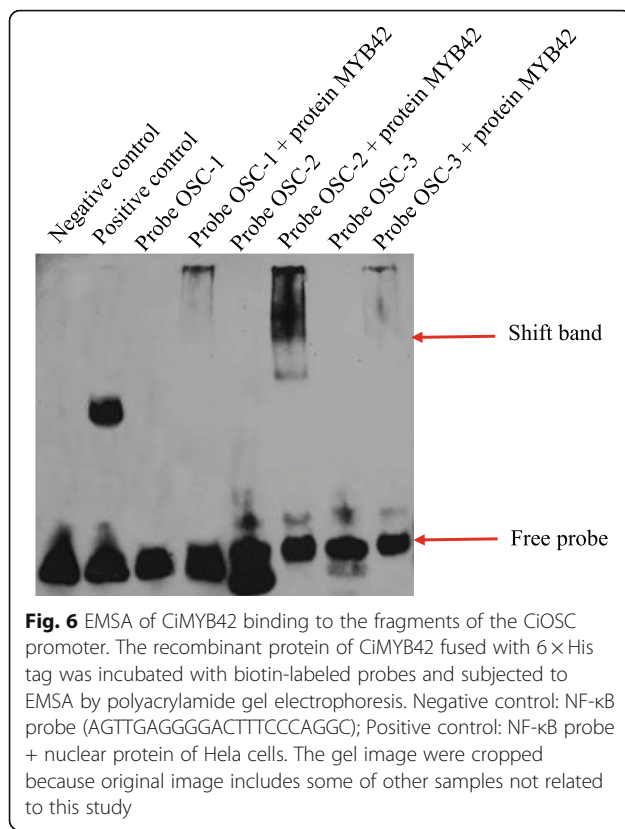 Negative control
Positive control
Probe OSC-1
Probe OSC-1 + protein MYB42
Probe OSC-2
Probe OSC-2 + protein MYB42
Probe OSC-3
Probe OSC-3 + protein MYB42
Shift band
Free probe
Fig. 6 EMSA of CiMYB42 binding to the fragments of the CiOSC
promoter. The recombinant protein of CiMYB42 fused with 6 × His
tag was incubated with biotin-labeled probes and subjected to
EMSA by polyacrylamide gel electrophoresis. Negative control: NF-κB
probe (AGTTGAGGGGACTTTCCCAGGC); Positive control: NF-κB probe
+ nuclear protein of Hela cells. The gel image were cropped
because original image includes some of other samples not related
to this study